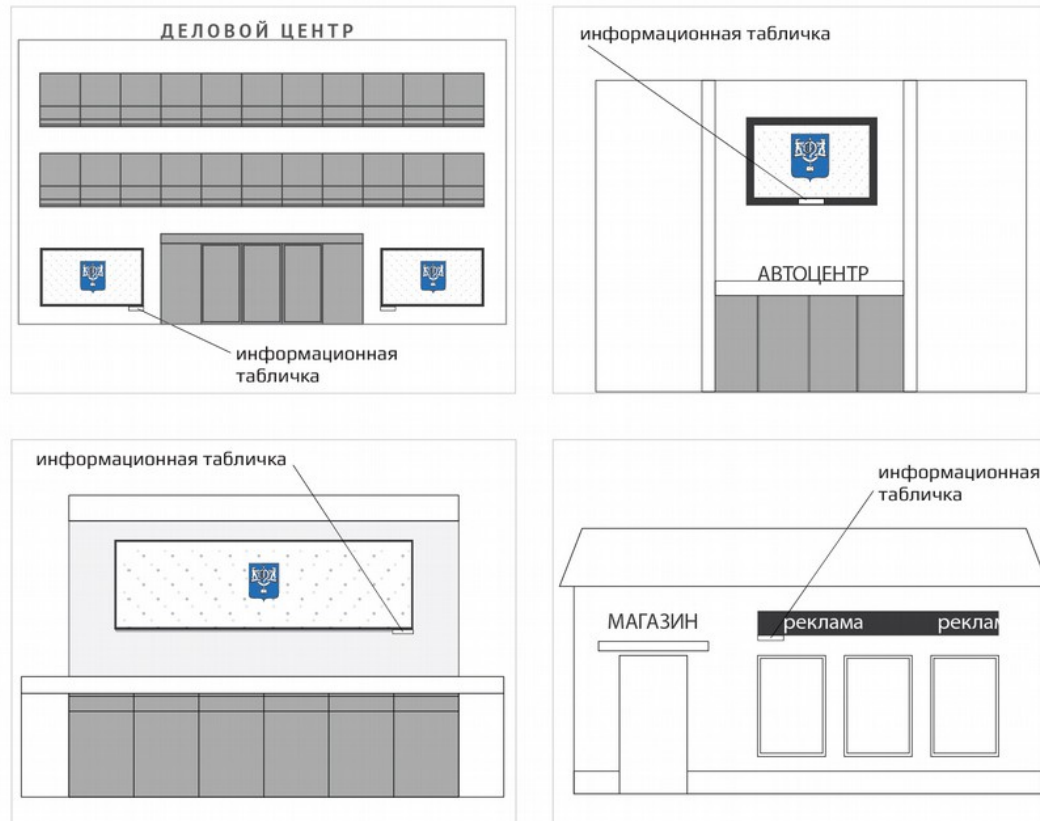 ДЕЛОВОЙ ЦЕНТР
информационная
табличка
информационная табличка
АВТОЦЕНТР
информационная табличка
информационная
табличка
МАГАЗИН
реклама
реклам